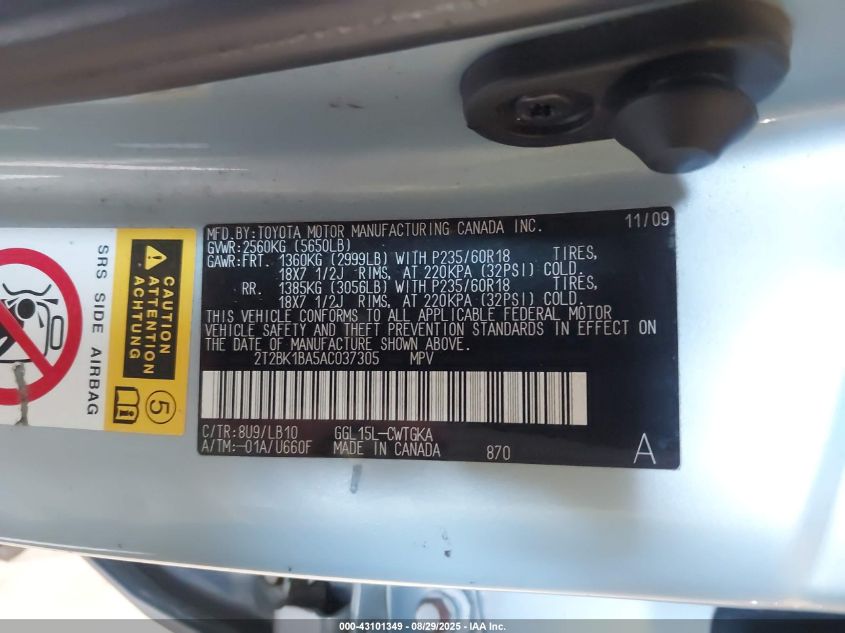 MFD.BY:TOYOTA MOTOR MANUFACTURING CANADA INC. 11/09
GVWR:2560KG (5650LB)
GAWR:FRT. 1360KG (2999LB) WITH P235/60R18 TIRES,
18X7 1/2J RIMS, AT 220KPA (32PSI) COLD.
RR. 1385KG (3056LB) WITH P235/60R18 TIRES,
18X7 1/2J RIMS, AT 220KPA (32PSI) COLD.
THIS VEHICLE CONFORMS TO ALL APPLICABLE FEDERAL MOTOR
VEHICLE SAFETY AND THEFT PREVENTION STANDARDS IN EFFECT ON
THE DATE OF MANUFACTURE SHOWN ABOVE.
2T2BK1BA5AC037305 MPV
C/TR:8U9/LB10 GGL15L-CWTGKA
A/TM:-01A/U660F MADE IN CANADA 870 A
SRS SIDE AIRBAG
CAUTION
ATTENTION
ACHTUNG
i
5
000-43101349 - 08/29/2025 - IAA Inc.